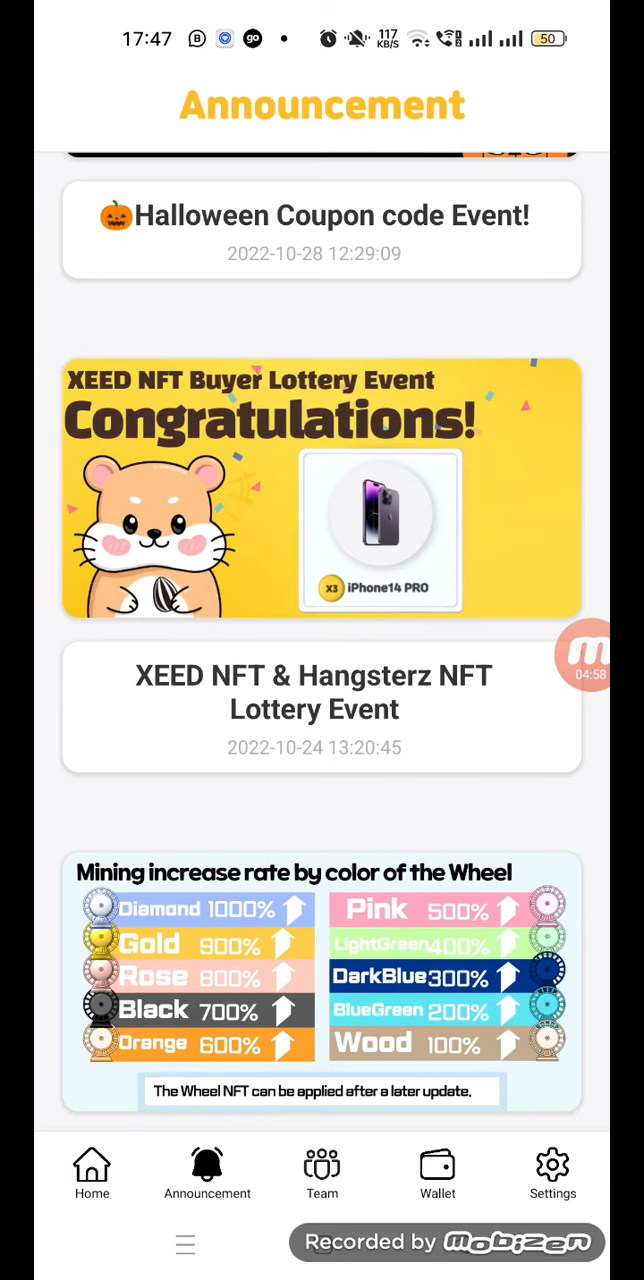 17:47
B
go
117
KB/S
2
50
Announcement
🎃Halloween Coupon code Event!
2022-10-28 12:29:09
XEED NFT Buyer Lottery Event
Congratulations!
X3 iPhone14 PRO
04:58
XEED NFT & Hangsterz NFT
Lottery Event
2022-10-24 13:20:45
Mining increase rate by color of the Wheel
Diamond 1000%
Pink 500%
Gold 900%
LightGreen400%
Rose 800%
DarkBlue300%
Black 700%
BlueGreen 200%
Orange 600%
Wood 100%
The Wheel NFT can be applied after a later update.
Home Announcement Team Wallet Settings
Recorded by mobizen